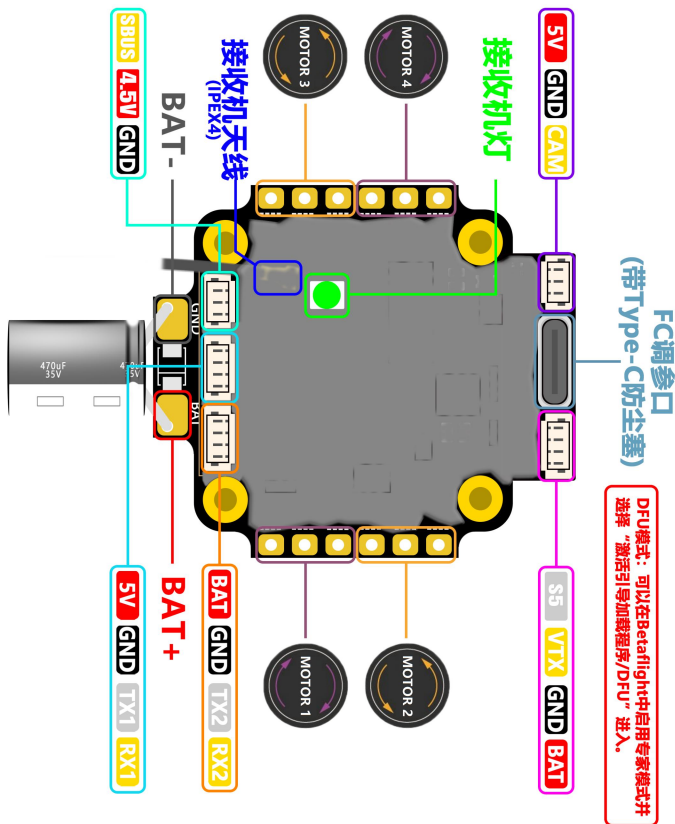 FC调参口
(带Type-C防尘塞)
DFU模式：可以在Betaflight中启用专家模式并
选择“激活引导加载程序/DFU”进入。
5V GND CAM
S5 VTX GND BAT
接收机灯
MOTOR 4
MOTOR 2
MOTOR 3
MOTOR 1
接收机天线
(IPEX4)
BAT GND TX2 RX2
GND
BAT
BAT-
BAT+
SBUS 4.5V GND
5V GND TX1 RX1
470uF
35V